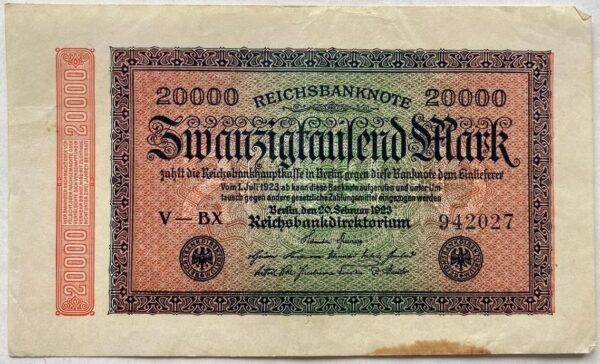 20000 REICHSBANKNOTE 20000
Zwanzigtausend Mark
zahlt die Reichsbankhauptkasse in Berlin gegen diese Banknote dem Einlieferer
Vom 1. Juli 1923 ab kann diese Banknote aufgerufen und unter Um-
tausch gegen andere gesetzliche Zahlungsmittel eingezogen werden
Berlin, den 20. Februar 1923
V — BX Reichsbankdirektorium 942027
20000
20000